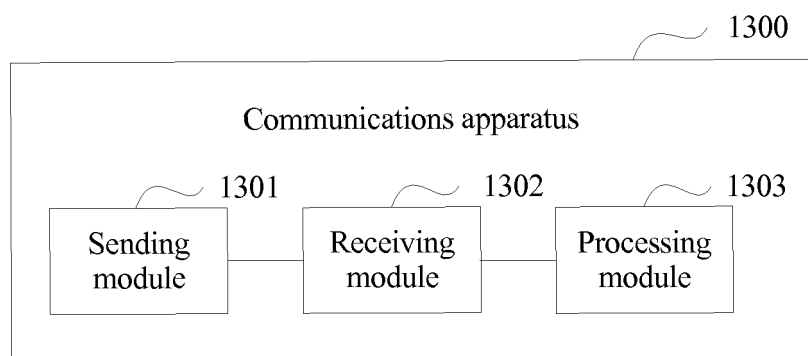 1300
Communications apparatus
1301
1302
1303
Sending
module
Receiving
module
Processing
module